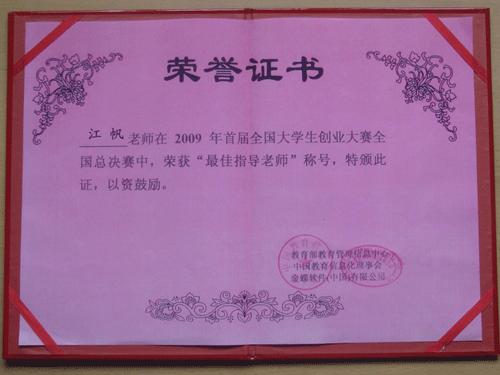 荣誉证书
江帆老师在 2009 年首届全国大学生创业大赛全
国总决赛中，荣获“最佳指导老师”称号，特颁此
证，以资鼓励。
教育部教育管理信息中心
中国教育信息化理事会
金蝶软件(中国)有限公司